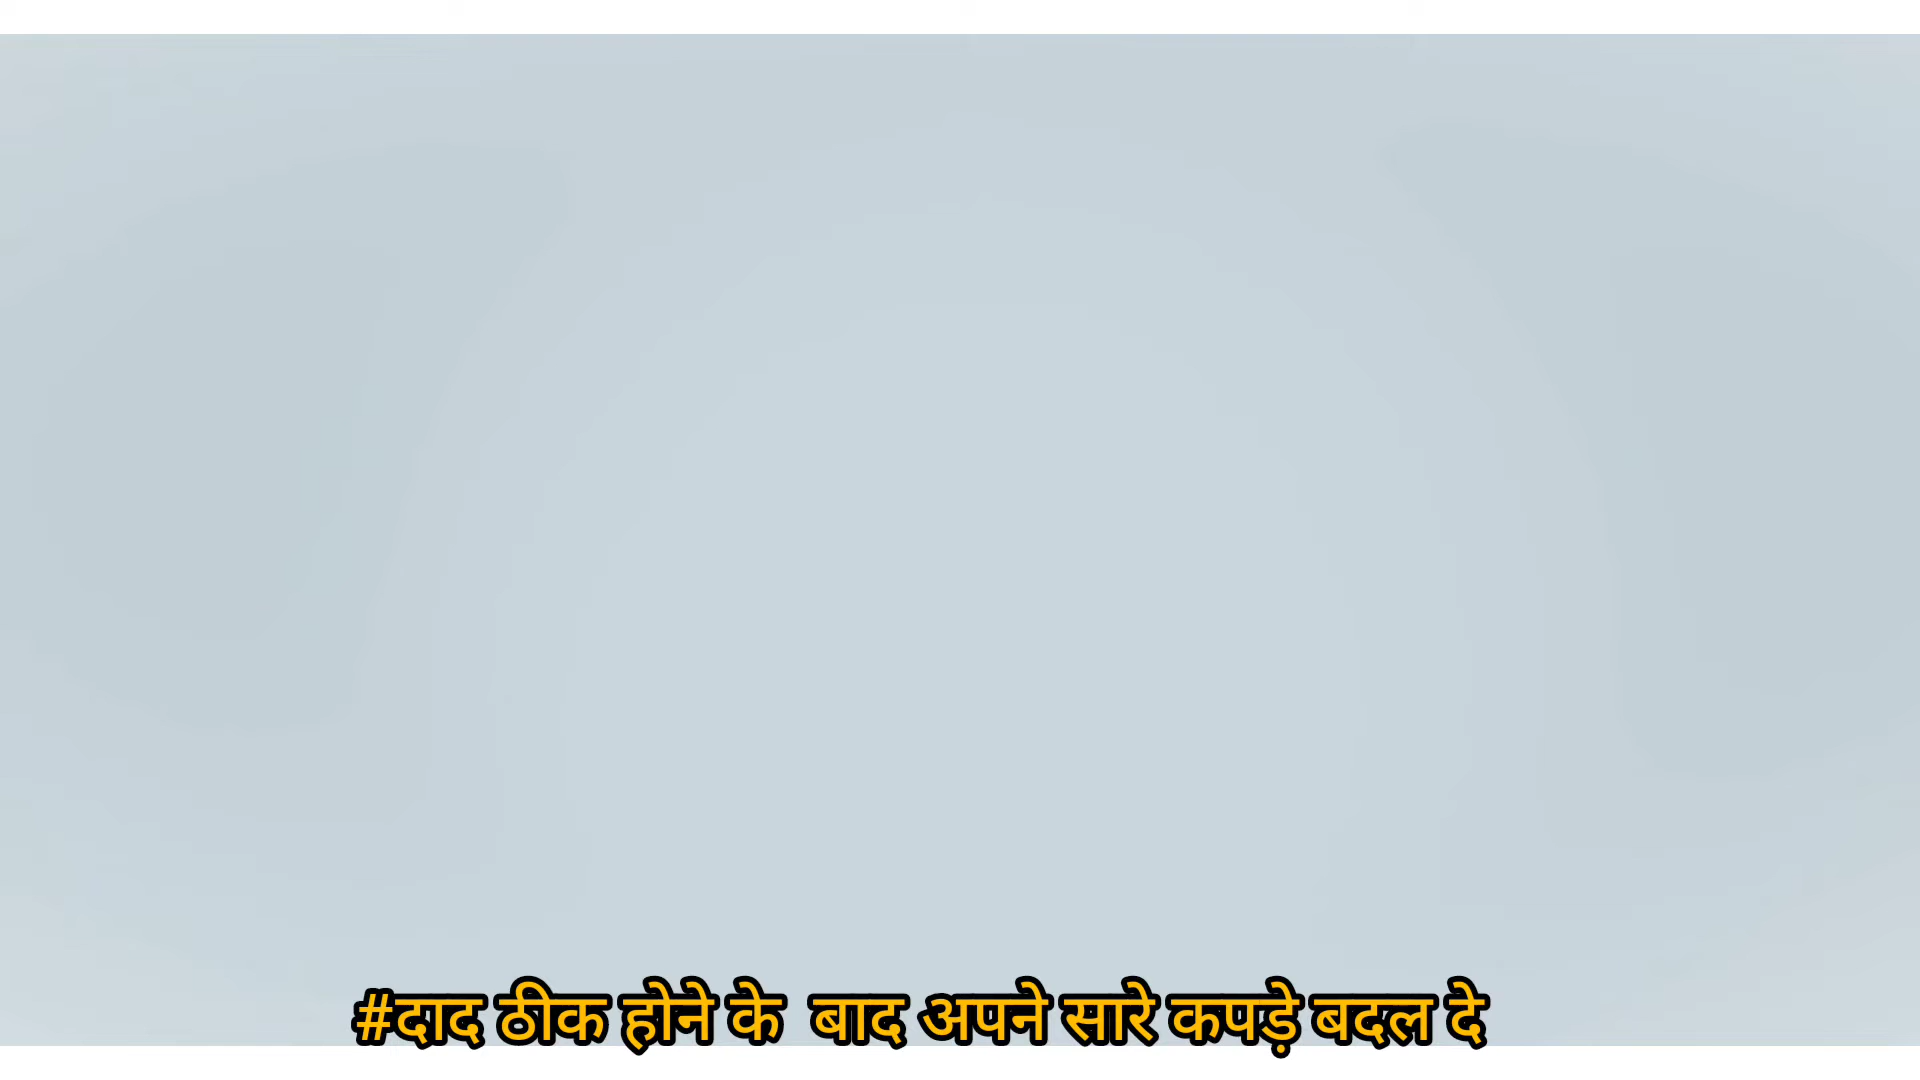 #दाद ठीक होने के बाद अपने सारे कपड़े बदल दे